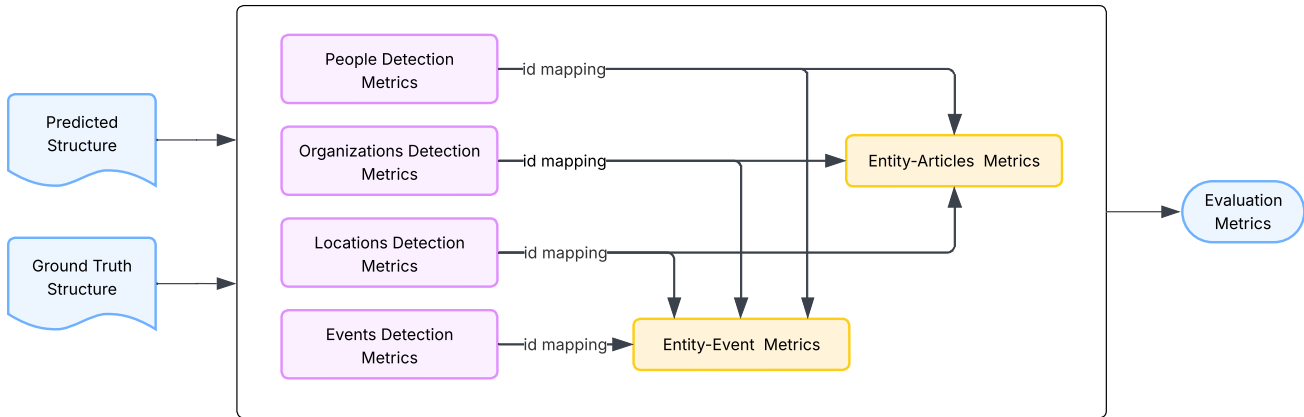 Predicted
Structure
Ground Truth
Structure
People Detection
Metrics
id mapping
Organizations Detection
Metrics
id mapping
Locations Detection
Metrics
id mapping
Events Detection
Metrics
id mapping
Entity-Articles Metrics
Entity-Event Metrics
Evaluation
Metrics